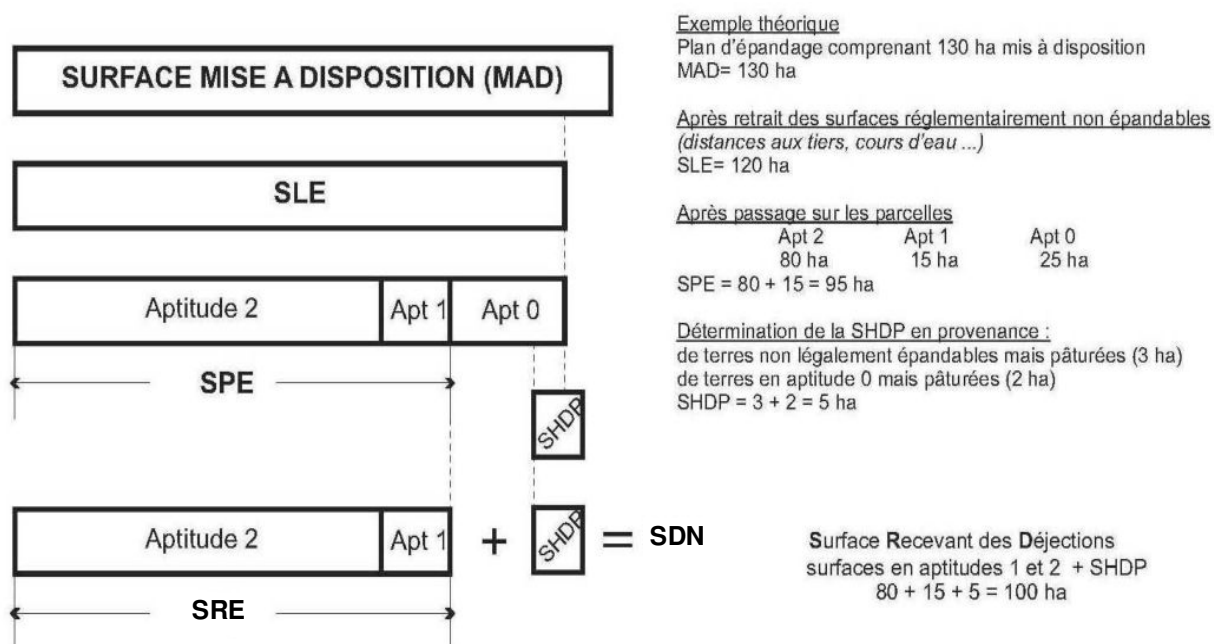 SURFACE MISE A DISPOSITION (MAD)
SLE
Aptitude 2
Apt 1
Apt 0
SPE
SHDP
Aptitude 2
Apt 1
+
SHDP
=
SDN
SRE
Exemple théorique
Plan d'épandage comprenant 130 ha mis à disposition
MAD= 130 ha
Après retrait des surfaces réglementairement non épandables
(distances aux tiers, cours d'eau ...)
SLE= 120 ha
Après passage sur les parcelles
Apt 2 Apt 1 Apt 0
80 ha 15 ha 25 ha
SPE = 80 + 15 = 95 ha
Détermination de la SHDP en provenance :
de terres non légalement épandables mais pâturées (3 ha)
de terres en aptitude 0 mais pâturées (2 ha)
SHDP = 3 + 2 = 5 ha
Surface Recevant des Déjections
surfaces en aptitudes 1 et 2 + SHDP
80 + 15 + 5 = 100 ha